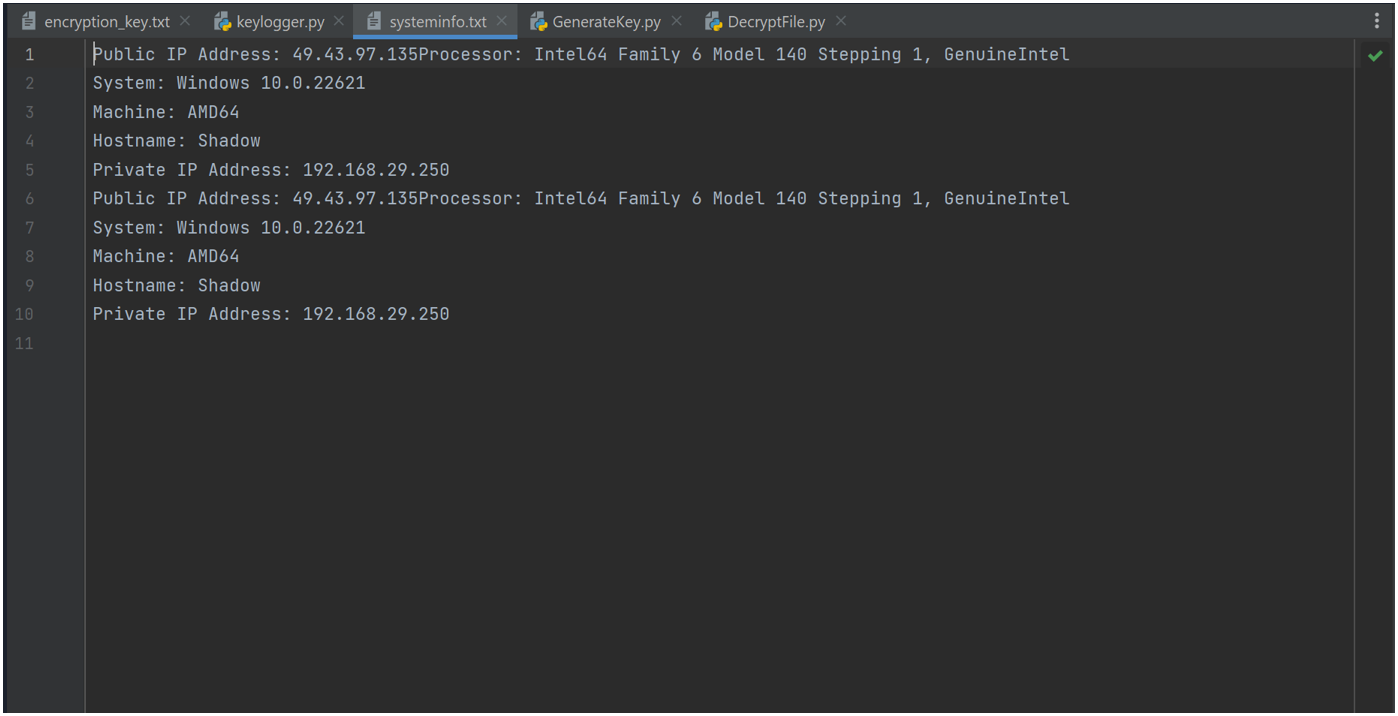 encryption_key.txt keylogger.py systeminfo.txt GenerateKey.py DecryptFile.py
1 Public IP Address: 49.43.97.135Processor: Intel64 Family 6 Model 140 Stepping 1, GenuineIntel
2 System: Windows 10.0.22621
3 Machine: AMD64
4 Hostname: Shadow
5 Private IP Address: 192.168.29.250
6 Public IP Address: 49.43.97.135Processor: Intel64 Family 6 Model 140 Stepping 1, GenuineIntel
7 System: Windows 10.0.22621
8 Machine: AMD64
9 Hostname: Shadow
10 Private IP Address: 192.168.29.250
11